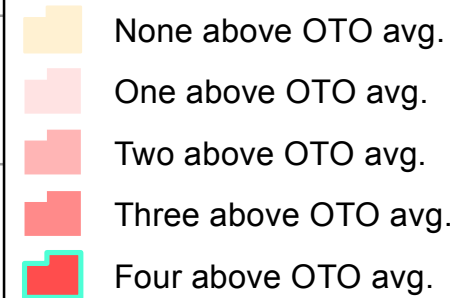 None above OTO avg.
One above OTO avg.
Two above OTO avg.
Three above OTO avg.
Four above OTO avg.